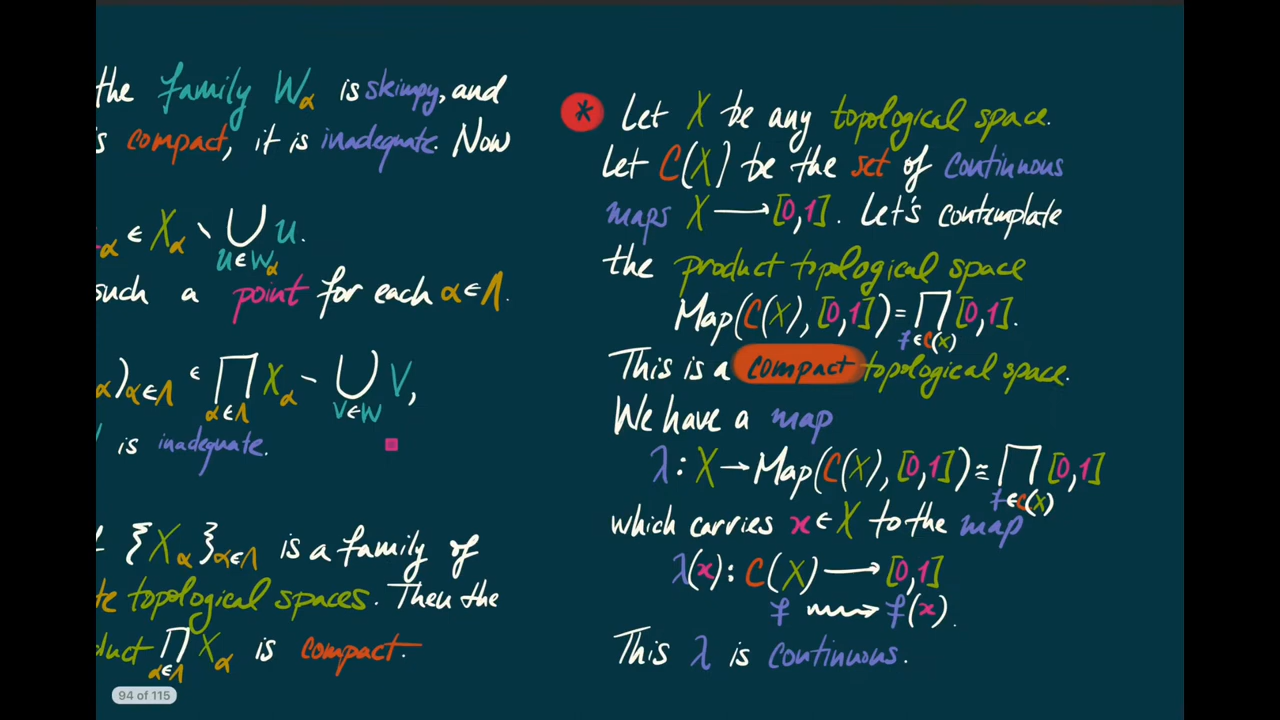 the family Wα is skimpy, and
s compact, it is inadequate. Now
α ∈ Xα \ ⋃ U.
U∈Wα
such a point for each α∈Λ.
α)α∈Λ ∈ ∏ Xα \ ⋃ V,
α∈Λ V∈W
is inadequate.
{Xα}α∈Λ is a family of
te topological spaces. Then the
duct ∏ Xα is compact.
α∈Λ
94 of 115
* Let X be any topological space.
Let C(X) be the set of continuous
maps X → [0,1]. Let's contemplate
the product topological space
Map(C(X), [0,1]) = ∏ [0,1].
f∈C(X)
This is a compact topological space.
We have a map
λ: X → Map(C(X), [0,1]) ≅ ∏ [0,1]
f∈C(X)
which carries x ∈ X to the map
λ(x): C(X) → [0,1]
f ⟿ f(x).
This λ is continuous.